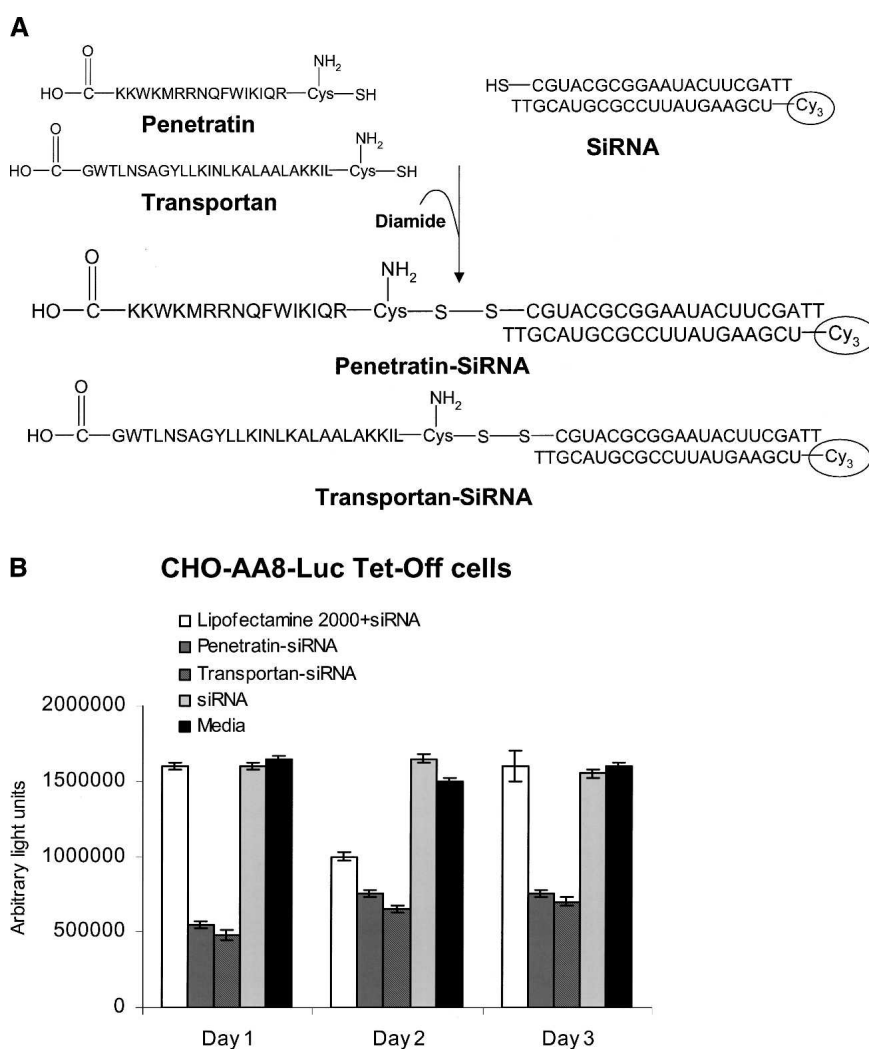 A
O
HO—C—KKWKMRRNQFWIKIQR—Cys—SH
NH2
Penetratin
O
HO—C—GWTLNSAGYLLKINLKALAALAKKIL—Cys—SH
NH2
Transportan
HS—CGUACGCGGAAUACUUCGATT
TTGCAUGCGCCUUAUGAAGCU—Cy3
SiRNA
Diamide
O
NH2
HO—C—KKWKMRRNQFWIKIQR—Cys—S—S—CGUACGCGGAAUACUUCGATT
TTGCAUGCGCCUUAUGAAGCU—Cy3
Penetratin-SiRNA
O
NH2
HO—C—GWTLNSAGYLLKINLKALAALAKKIL—Cys—S—S—CGUACGCGGAAUACUUCGATT
TTGCAUGCGCCUUAUGAAGCU—Cy3
Transportan-SiRNA
B CHO-AA8-Luc Tet-Off cells
Lipofectamine 2000+siRNA
Penetratin-siRNA
Transportan-siRNA
siRNA
Media
Arbitrary light units
2000000
1500000
1000000
500000
0
Day 1 Day 2 Day 3